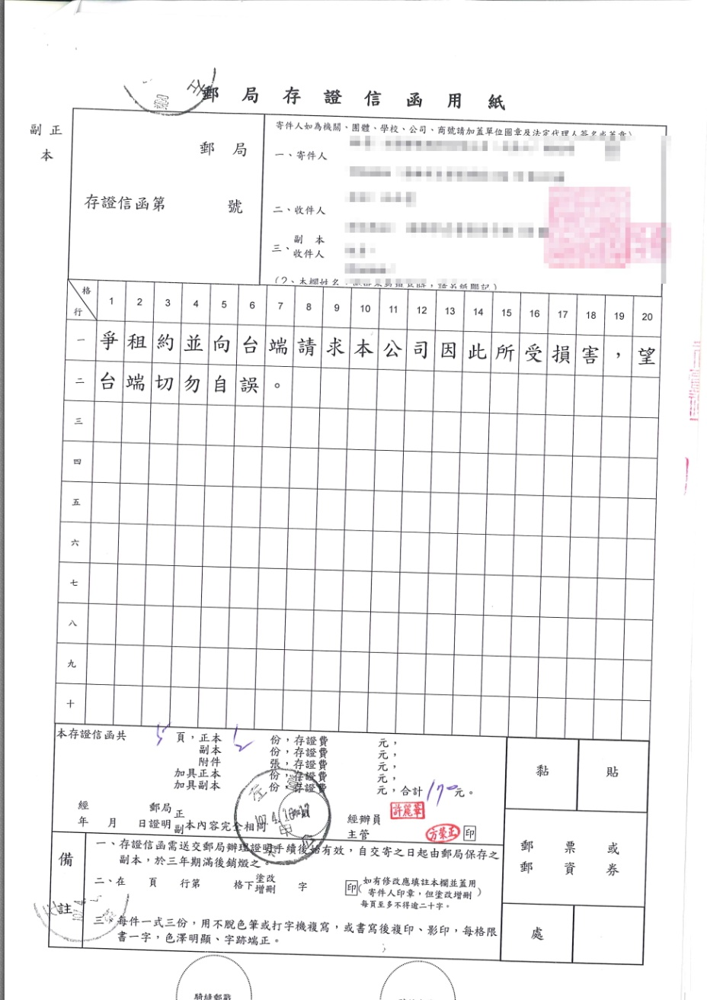 郵局存證信函用紙
副 正
本
郵 局
存證信函第 號
寄件人如為機關、團體、學校、公司、商號請加蓋單位圖章及法定代理人簽名或蓋章)
一、寄件人
二、收件人
三、副本收件人
格
行
1 2 3 4 5 6 7 8 9 10 11 12 13 14 15 16 17 18 19 20
一 爭租約並向台端請求本公司因此所受損害,望
二 台端切勿自誤。
三
四
五
六
七
八
九
十
本存證信函共 5 頁,正本 份,存證費 元,
副本 份,存證費 元,
附件 張,存證費 元,
加具正本 份,存證費 元,
加具副本 份,存證費 元,合計 170 元。
黏 貼
經 郵局
年 月 日證明 正副 本內容完全相同
經辦員 許麗華
主管 方榮正 印
郵 票 或
郵 資 券
處
備
註
一、存證信函需送交郵局辦理證明手續後始有效,自交寄之日起由郵局保存之
副本,於三年期滿後銷燬之。
二、在 頁 行第 格下 塗改增刪 字 印
如有修改應填註本欄並蓋用
寄件人印章,但塗改增刪
每頁至多不得逾二十字。
三、每件一式三份,用不脫色筆或打字機複寫,或書寫後複印、影印,每格限
書一字,色澤明顯、字跡端正。
騎縫郵戳